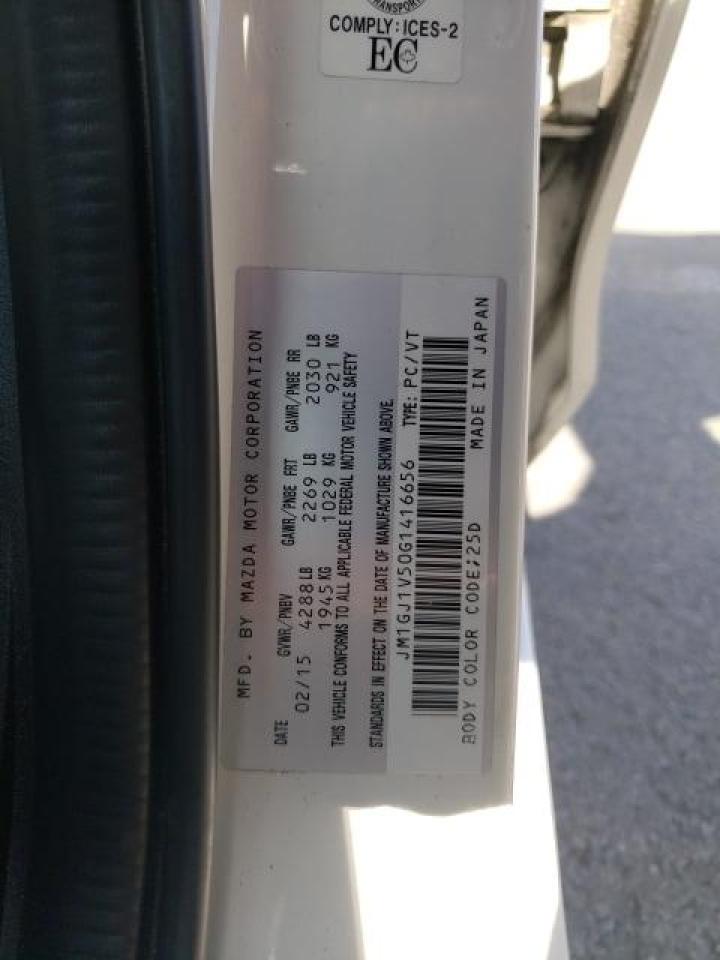 TRANSPORT
COMPLY: ICES-2
EC
MFD. BY MAZDA MOTOR CORPORATION
DATE GVWR/PNBV GAWR/PNBE FRT GAWR/PNBE RR
02/15 4288 LB 2269 LB 2030 LB
1945 KG 1029 KG 921 KG
THIS VEHICLE CONFORMS TO ALL APPLICABLE FEDERAL MOTOR VEHICLE SAFETY
STANDARDS IN EFFECT ON THE DATE OF MANUFACTURE SHOWN ABOVE.
JM1GJ1V50G1416656 TYPE: PC/VT
BODY COLOR CODE;25D MADE IN JAPAN